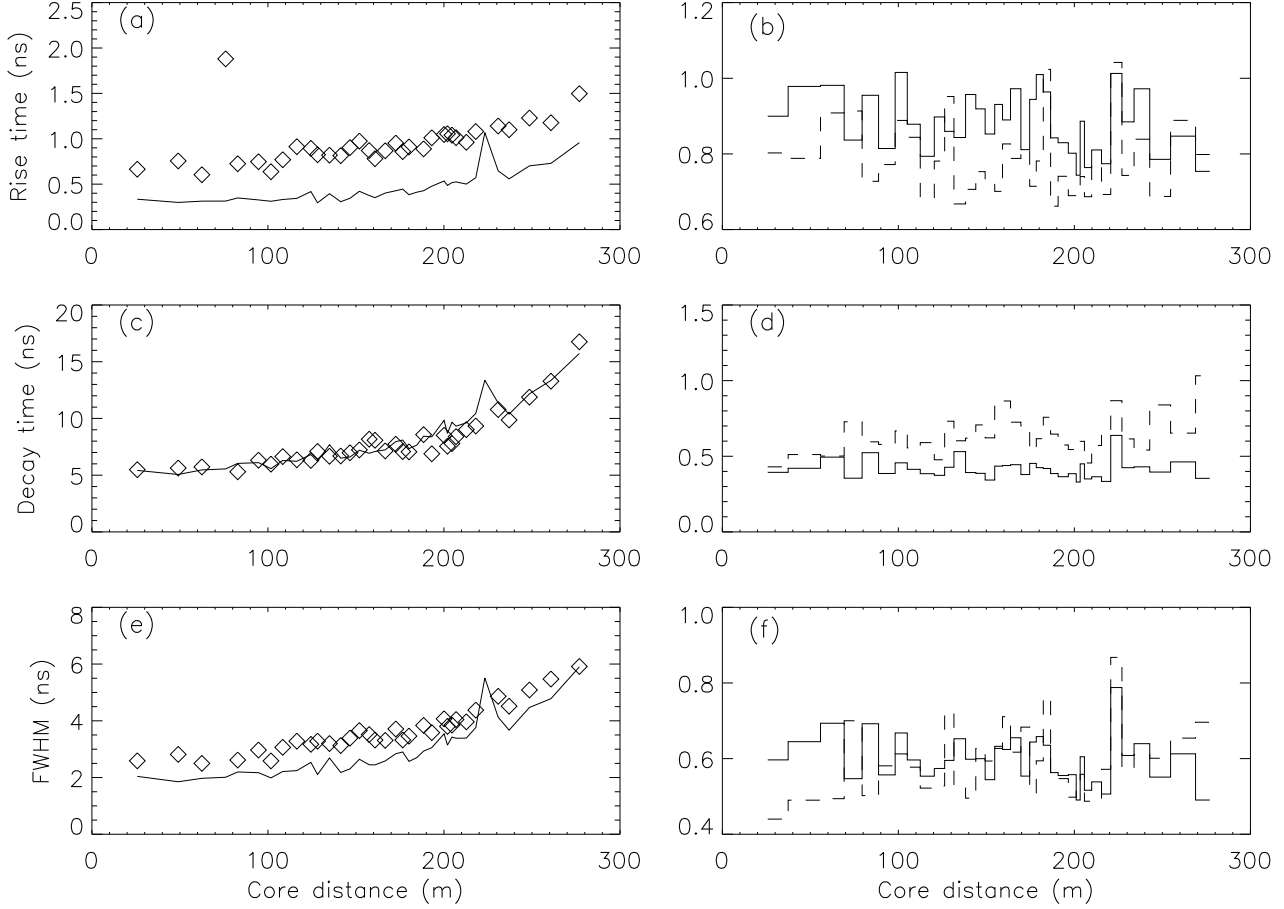 2.5
2.0
1.5
1.0
0.5
0.0
Rise time (ns)
(a)
0 100 200 300
1.2
1.0
0.8
0.6
(b)
0 100 200 300
20
15
10
5
0
Decay time (ns)
(c)
0 100 200 300
1.5
1.0
0.5
0.0
(d)
0 100 200 300
8
6
4
2
0
FWHM (ns)
(e)
0 100 200 300
Core distance (m)
1.0
0.8
0.6
0.4
(f)
0 100 200 300
Core distance (m)